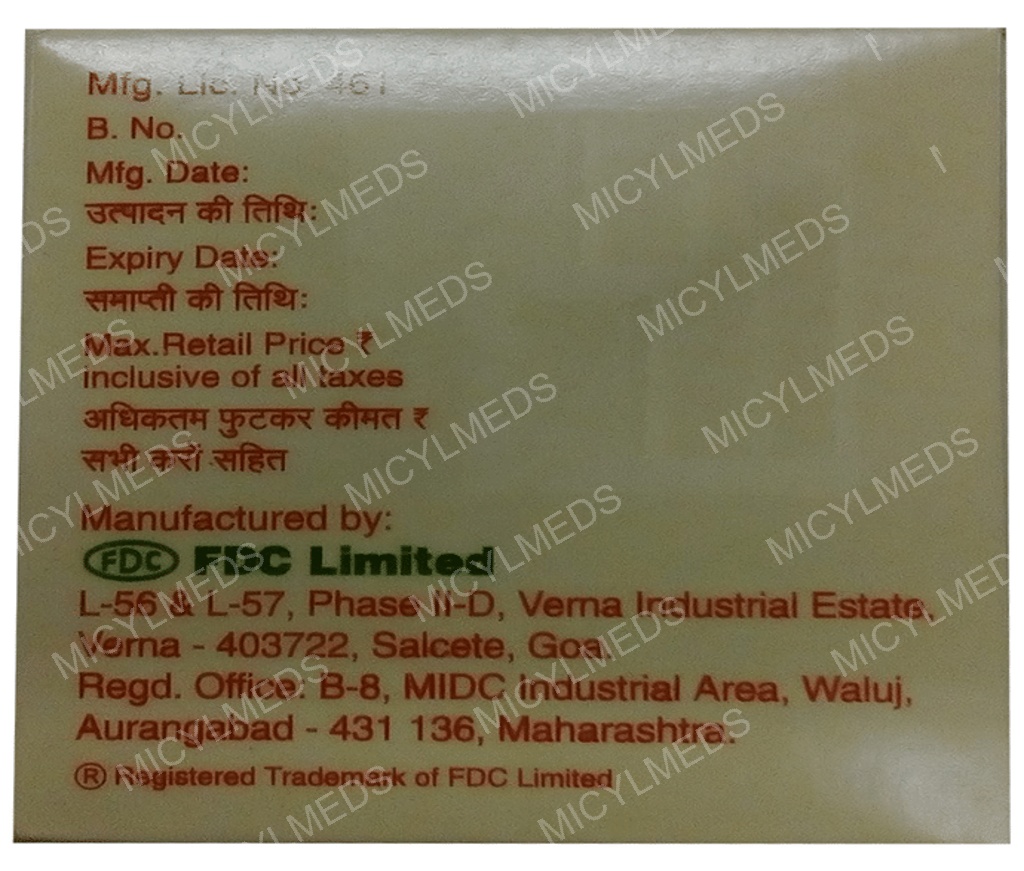 Mfg. Lic. No. 461
B. No.
Mfg. Date:
उत्पादन की तिथि:
Expiry Date:
समाप्ती की तिथि:
Max.Retail Price ₹
inclusive of all taxes
अधिकतम फुटकर कीमत ₹
सभी करों सहित
Manufactured by:
FDC FDC Limited
L-56 & L-57, Phase II-D, Verna Industrial Estate,
Verna - 403722, Salcete, Goa.
Regd. Office: B-8, MIDC Industrial Area, Waluj,
Aurangabad - 431 136, Maharashtra.
® Registered Trademark of FDC Limited
MICYLMEDS